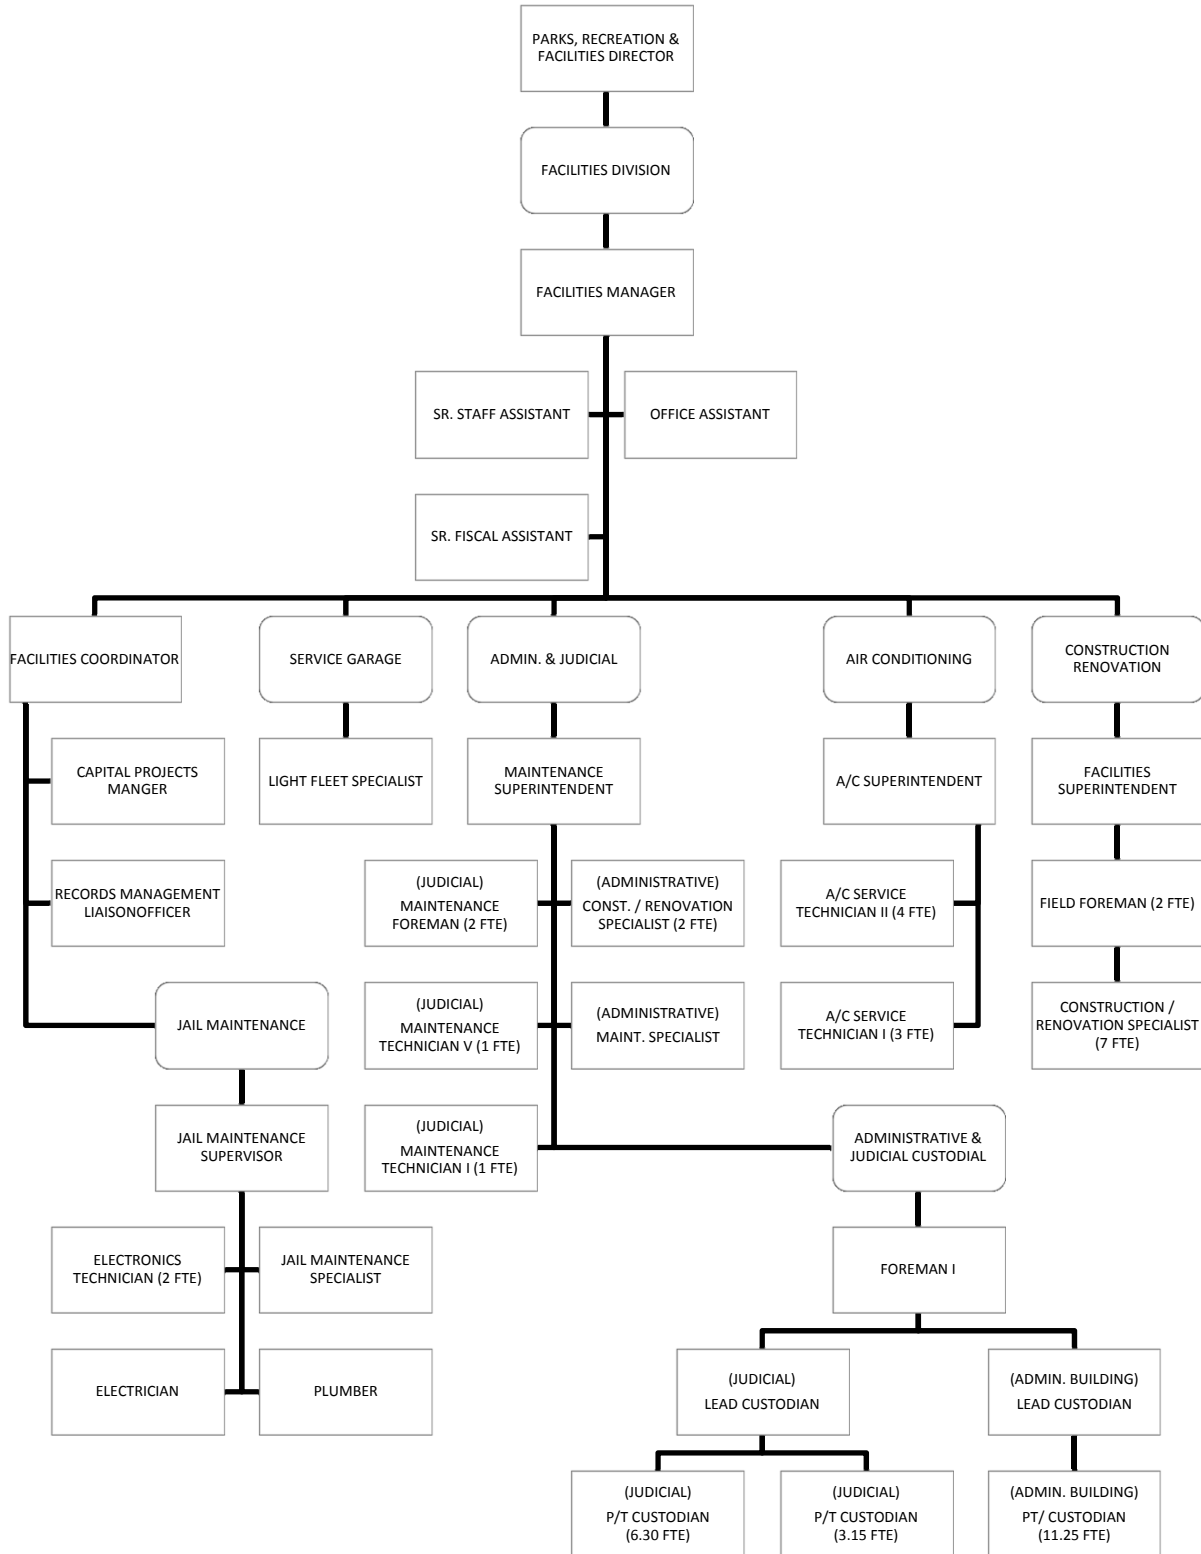 PARKS, RECREATION &
FACILITIES DIRECTOR
FACILITIES DIVISION
FACILITIES MANAGER
SR. STAFF ASSISTANT
OFFICE ASSISTANT
SR. FISCAL ASSISTANT
FACILITIES COORDINATOR
SERVICE GARAGE
ADMIN. & JUDICIAL
AIR CONDITIONING
CONSTRUCTION
RENOVATION
CAPITAL PROJECTS
MANGER
LIGHT FLEET SPECIALIST
MAINTENANCE
SUPERINTENDENT
A/C SUPERINTENDENT
FACILITIES
SUPERINTENDENT
RECORDS MANAGEMENT
LIAISONOFFICER
(JUDICIAL)
MAINTENANCE
FOREMAN (2 FTE)
(ADMINISTRATIVE)
CONST. / RENOVATION
SPECIALIST (2 FTE)
A/C SERVICE
TECHNICIAN II (4 FTE)
FIELD FOREMAN (2 FTE)
JAIL MAINTENANCE
(JUDICIAL)
MAINTENANCE
TECHNICIAN V (1 FTE)
(ADMINISTRATIVE)
MAINT. SPECIALIST
A/C SERVICE
TECHNICIAN I (3 FTE)
CONSTRUCTION /
RENOVATION SPECIALIST
(7 FTE)
JAIL MAINTENANCE
SUPERVISOR
(JUDICIAL)
MAINTENANCE
TECHNICIAN I (1 FTE)
ADMINISTRATIVE &
JUDICIAL CUSTODIAL
ELECTRONICS
TECHNICIAN (2 FTE)
JAIL MAINTENANCE
SPECIALIST
FOREMAN I
ELECTRICIAN
PLUMBER
(JUDICIAL)
LEAD CUSTODIAN
(ADMIN. BUILDING)
LEAD CUSTODIAN
(JUDICIAL)
P/T CUSTODIAN
(6.30 FTE)
(JUDICIAL)
P/T CUSTODIAN
(3.15 FTE)
(ADMIN. BUILDING)
PT/ CUSTODIAN
(11.25 FTE)